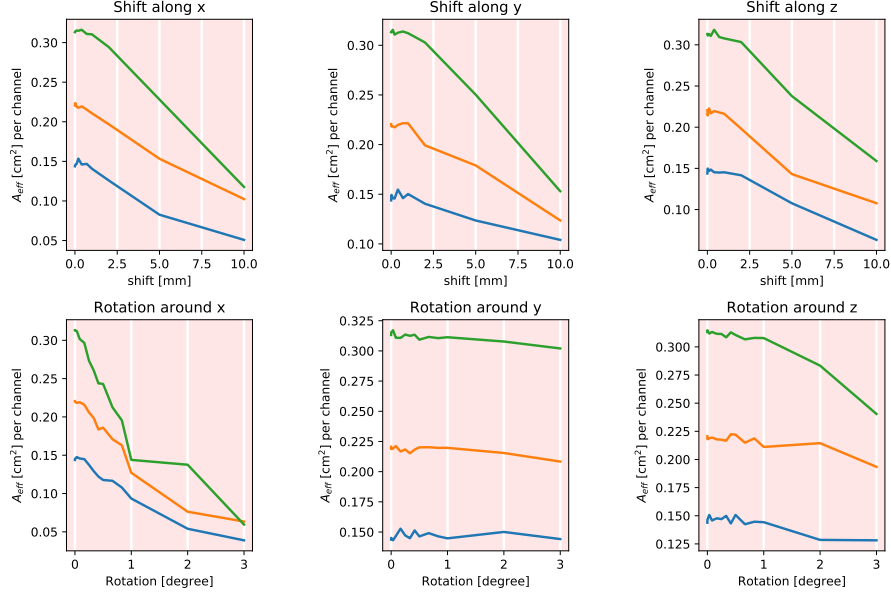 Shift along x
Shift along y
Shift along z
A_eff [cm²] per channel
0.30
0.25
0.20
0.15
0.10
0.05
0.0 2.5 5.0 7.5 10.0
shift [mm]
A_eff [cm²] per channel
0.30
0.25
0.20
0.15
0.10
0.0 2.5 5.0 7.5 10.0
shift [mm]
A_eff [cm²] per channel
0.30
0.25
0.20
0.15
0.10
0.0 2.5 5.0 7.5 10.0
shift [mm]
Rotation around x
Rotation around y
Rotation around z
A_eff [cm²] per channel
0.30
0.25
0.20
0.15
0.10
0.05
0 1 2 3
Rotation [degree]
A_eff [cm²] per channel
0.325
0.300
0.275
0.250
0.225
0.200
0.175
0.150
0 1 2 3
Rotation [degree]
A_eff [cm²] per channel
0.300
0.275
0.250
0.225
0.200
0.175
0.150
0.125
0 1 2 3
Rotation [degree]